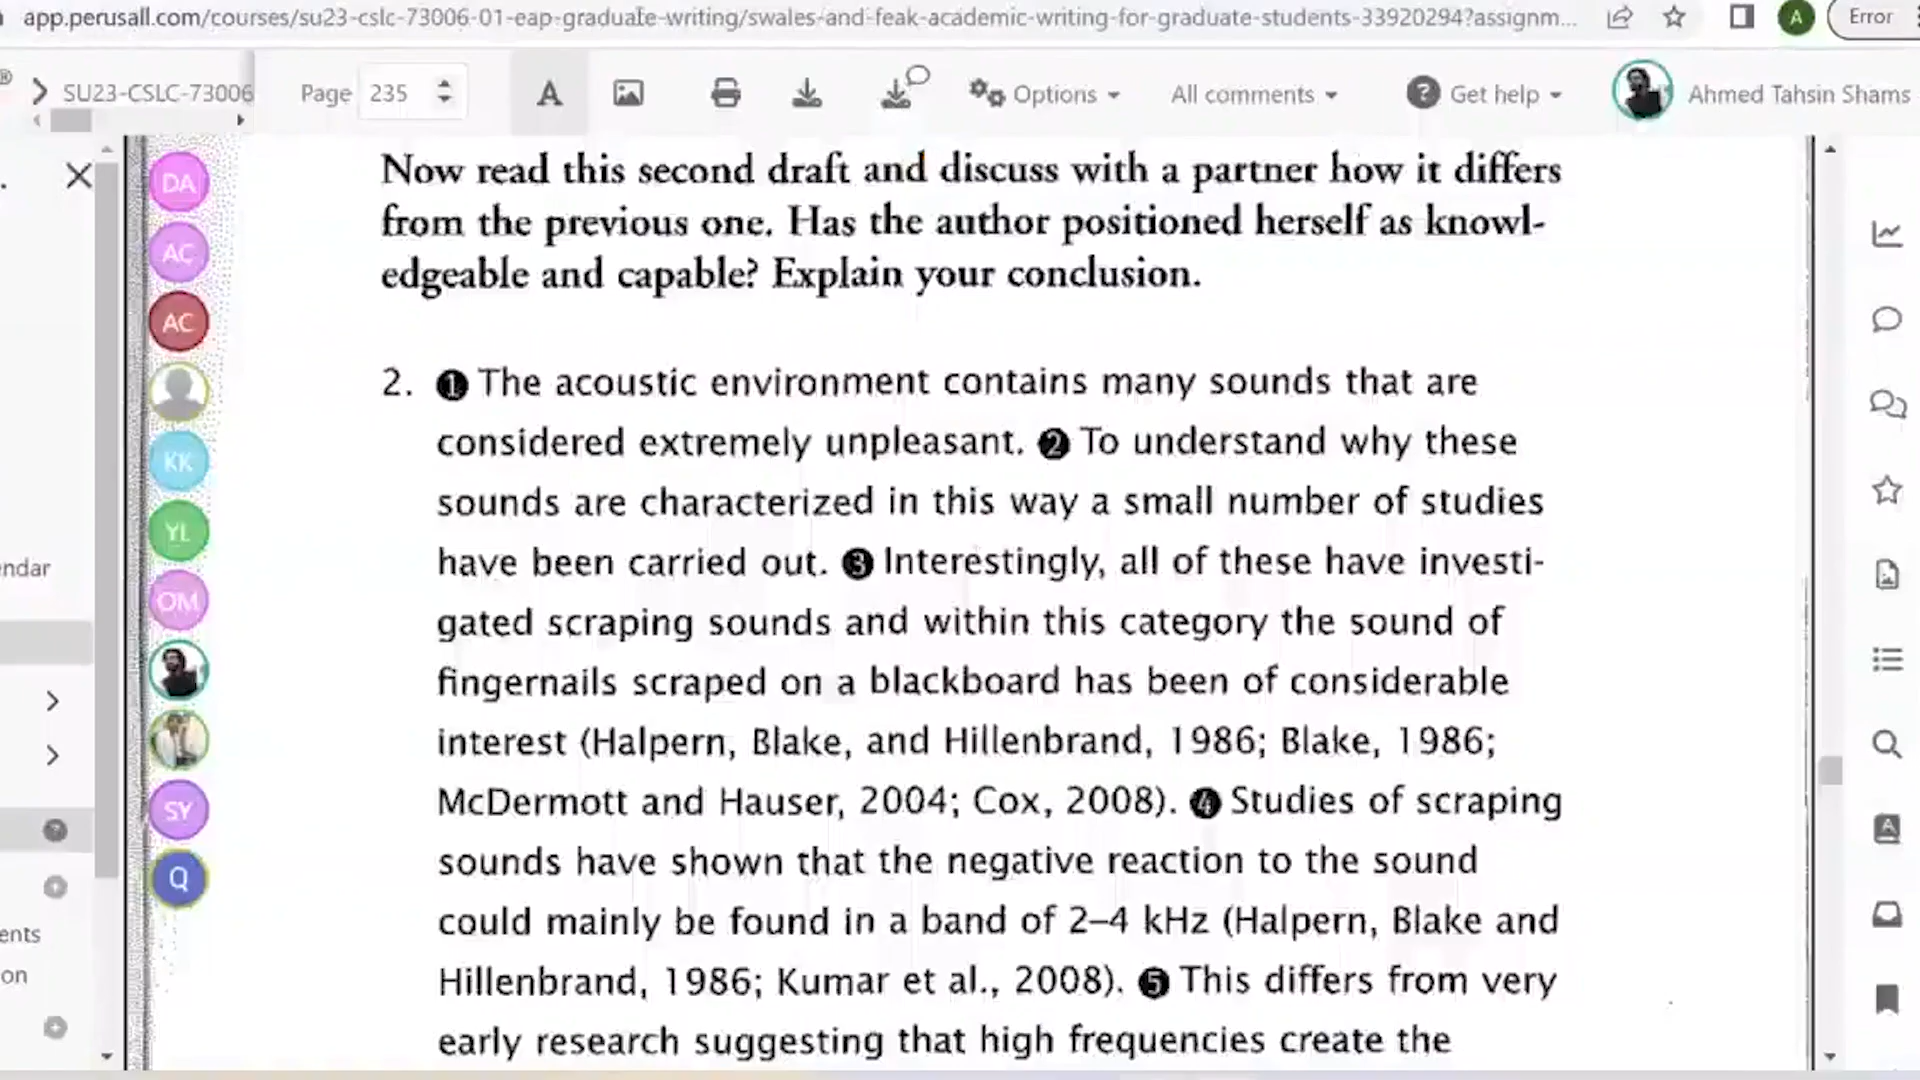 app.perusall.com/courses/su23-cslc-73006-01-eap-graduate-writing/swales-and-feak-academic-writing-for-graduate-students-33920294?assignm...
A
Error
SU23-CSLC-73006
Page
235
A
Options
All comments
Get help
Ahmed Tahsin Shams
DA
AC
AC
KK
YL
OM
SY
Q
ndar
ents
on
Now read this second draft and discuss with a partner how it differs
from the previous one. Has the author positioned herself as knowl-
edgeable and capable? Explain your conclusion.
2. ❶ The acoustic environment contains many sounds that are
considered extremely unpleasant. ❷ To understand why these
sounds are characterized in this way a small number of studies
have been carried out. ❸ Interestingly, all of these have investi-
gated scraping sounds and within this category the sound of
fingernails scraped on a blackboard has been of considerable
interest (Halpern, Blake, and Hillenbrand, 1986; Blake, 1986;
McDermott and Hauser, 2004; Cox, 2008). ❹ Studies of scraping
sounds have shown that the negative reaction to the sound
could mainly be found in a band of 2–4 kHz (Halpern, Blake and
Hillenbrand, 1986; Kumar et al., 2008). ❺ This differs from very
early research suggesting that high frequencies create the